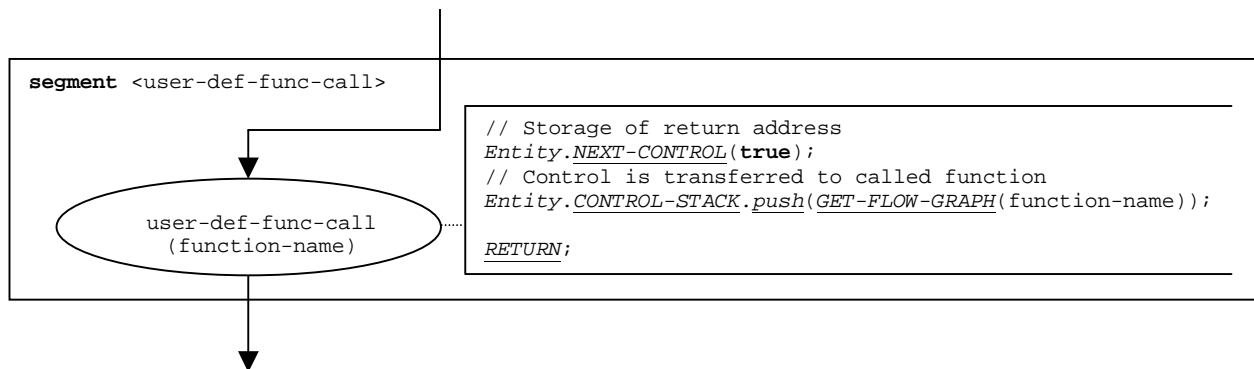 segment <user-def-func-call>
// Storage of return address
Entity.NEXT-CONTROL(true);
// Control is transferred to called function
Entity.CONTROL-STACK.push(GET-FLOW-GRAPH(function-name));
RETURN;
user-def-func-call
(function-name)